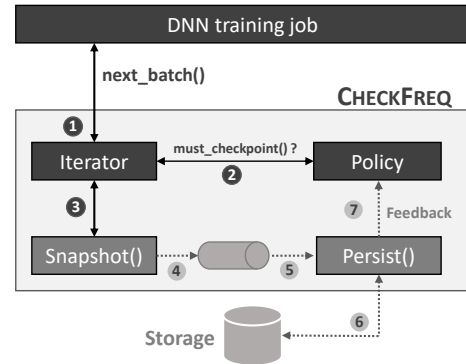 DNN training job
next_batch()
CHECKFREQ
1
Iterator
must_checkpoint() ?
2
Policy
3
7
Feedback
Snapshot()
4
5
Persist()
6
Storage